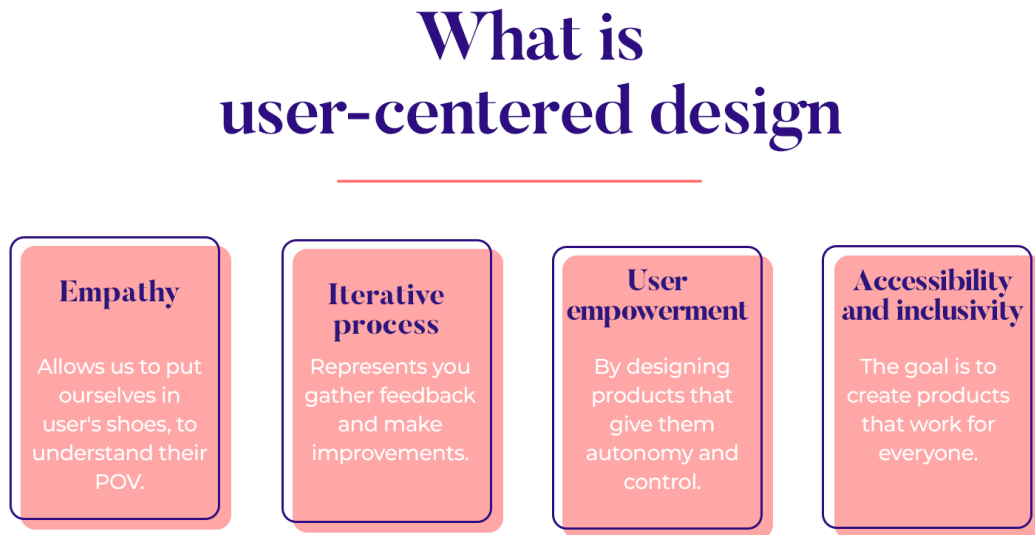 What is
user-centered design
Empathy
Allows us to put
ourselves in
user's shoes, to
understand their
POV.
Iterative
process
Represents you
gather feedback
and make
improvements.
User
empowerment
By designing
products that
give them
autonomy and
control.
Accessibility
and inclusivity
The goal is to
create products
that work for
everyone.